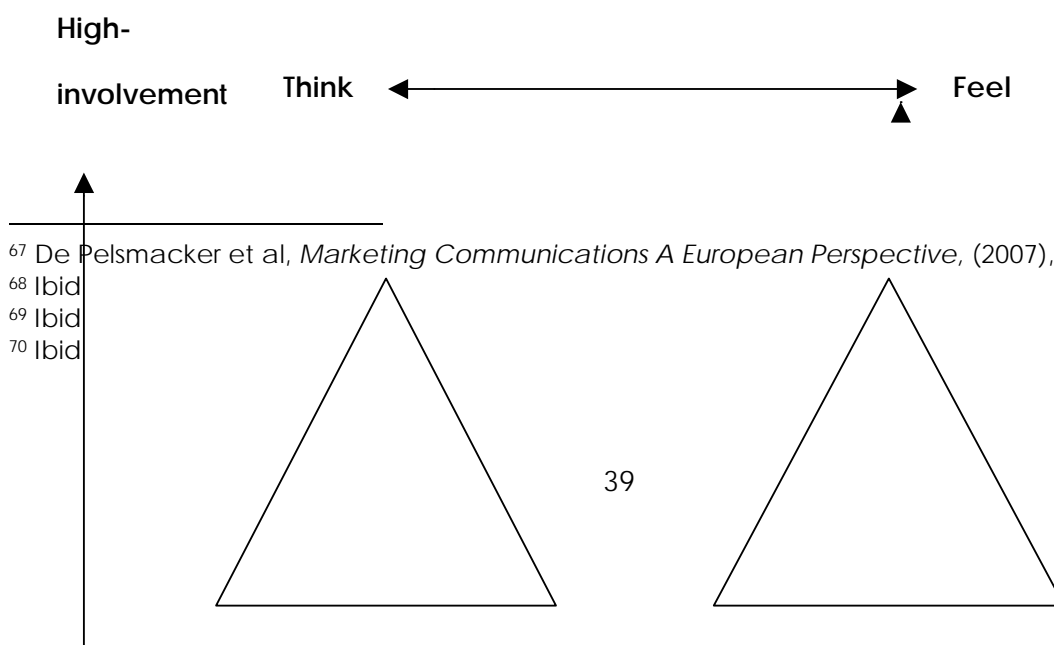 High-
involvement Think Feel
67 De Pelsmacker et al, Marketing Communications A European Perspective, (2007),
68 Ibid
69 Ibid
70 Ibid
39